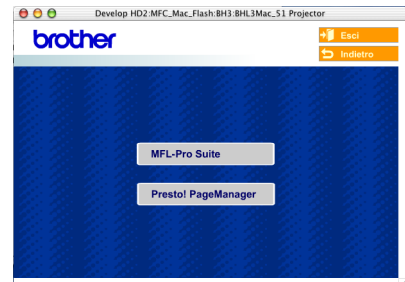 Develop HD2:MFC_Mac_Flash:BH3:BHL3Mac_51 Projector
brother
Esci
Indietro
MFL-Pro Suite
Presto! PageManager